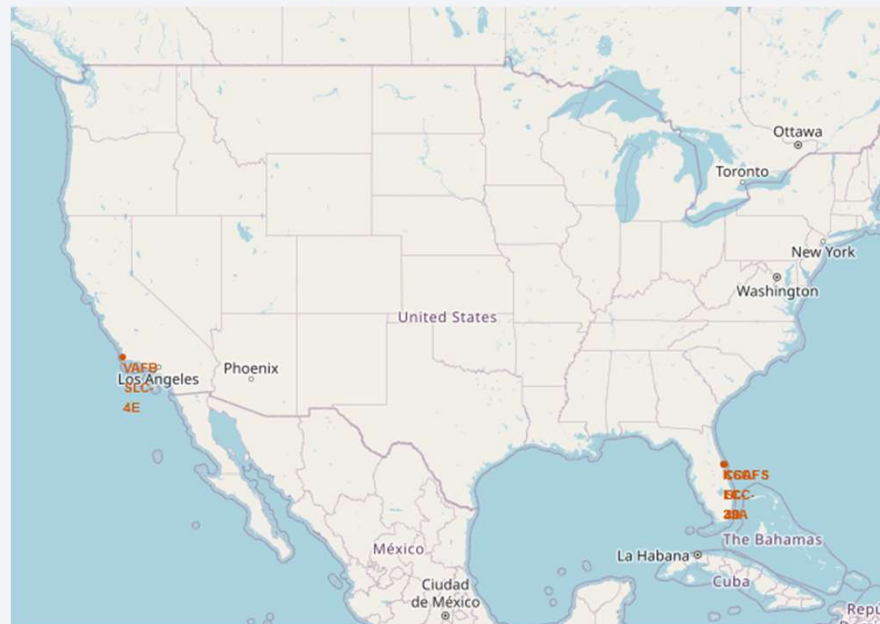 Ottawa
Toronto
New York
Washington
United States
VAFB
Los Angeles
SLC-
4E
Phoenix
The Bahamas
La Habana
México
Cuba
Ciudad
de México